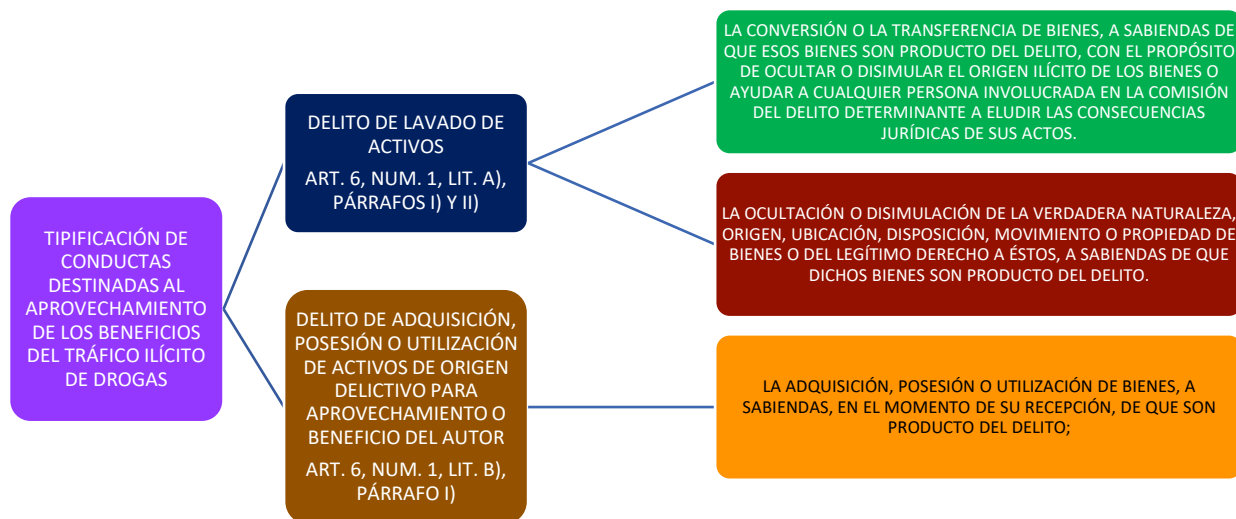 TIPIFICACIÓN DE
CONDUCTAS
DESTINADAS AL
APROVECHAMIENTO
DE LOS BENEFICIOS
DEL TRÁFICO ILÍCITO
DE DROGAS
DELITO DE LAVADO DE
ACTIVOS
ART. 6, NUM. 1, LIT. A),
PÁRRAFOS I) Y II)
LA CONVERSIÓN O LA TRANSFERENCIA DE BIENES, A SABIENDAS DE
QUE ESOS BIENES SON PRODUCTO DEL DELITO, CON EL PROPÓSITO
DE OCULTAR O DISIMULAR EL ORIGEN ILÍCITO DE LOS BIENES O
AYUDAR A CUALQUIER PERSONA INVOLUCRADA EN LA COMISIÓN
DEL DELITO DETERMINANTE A ELUDIR LAS CONSECUENCIAS
JURÍDICAS DE SUS ACTOS.
LA OCULTACIÓN O DISIMULACIÓN DE LA VERDADERA NATURALEZA,
ORIGEN, UBICACIÓN, DISPOSICIÓN, MOVIMIENTO O PROPIEDAD DE
BIENES O DEL LEGÍTIMO DERECHO A ÉSTOS, A SABIENDAS DE QUE
DICHOS BIENES SON PRODUCTO DEL DELITO.
DELITO DE ADQUISICIÓN,
POSESIÓN O UTILIZACIÓN
DE ACTIVOS DE ORIGEN
DELICTIVO PARA
APROVECHAMIENTO O
BENEFICIO DEL AUTOR
ART. 6, NUM. 1, LIT. B),
PÁRRAFO I)
LA ADQUISICIÓN, POSESIÓN O UTILIZACIÓN DE BIENES, A
SABIENDAS, EN EL MOMENTO DE SU RECEPCIÓN, DE QUE SON
PRODUCTO DEL DELITO;